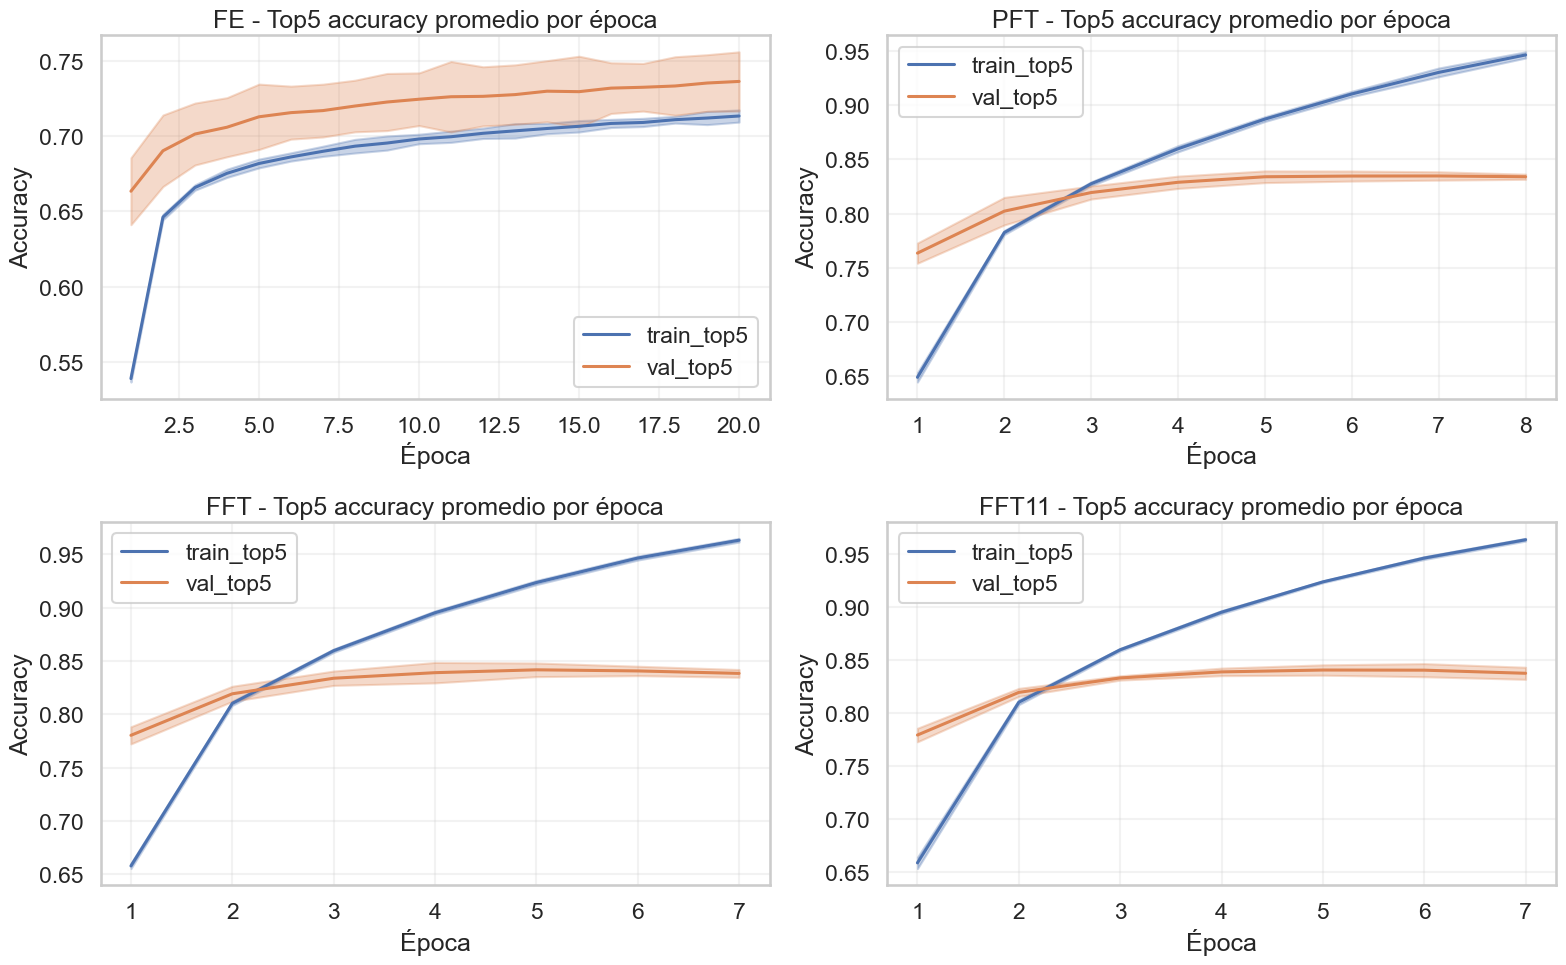 FE - Top5 accuracy promedio por época
0.75
0.70
0.65
0.60
0.55
Accuracy
train_top5
val_top5
2.5 5.0 7.5 10.0 12.5 15.0 17.5 20.0
Época
PFT - Top5 accuracy promedio por época
train_top5
val_top5
0.95
0.90
0.85
0.80
0.75
0.70
0.65
Accuracy
1 2 3 4 5 6 7 8
Época
FFT - Top5 accuracy promedio por época
train_top5
val_top5
0.95
0.90
0.85
0.80
0.75
0.70
0.65
Accuracy
1 2 3 4 5 6 7
Época
FFT11 - Top5 accuracy promedio por época
train_top5
val_top5
0.95
0.90
0.85
0.80
0.75
0.70
0.65
Accuracy
1 2 3 4 5 6 7
Época